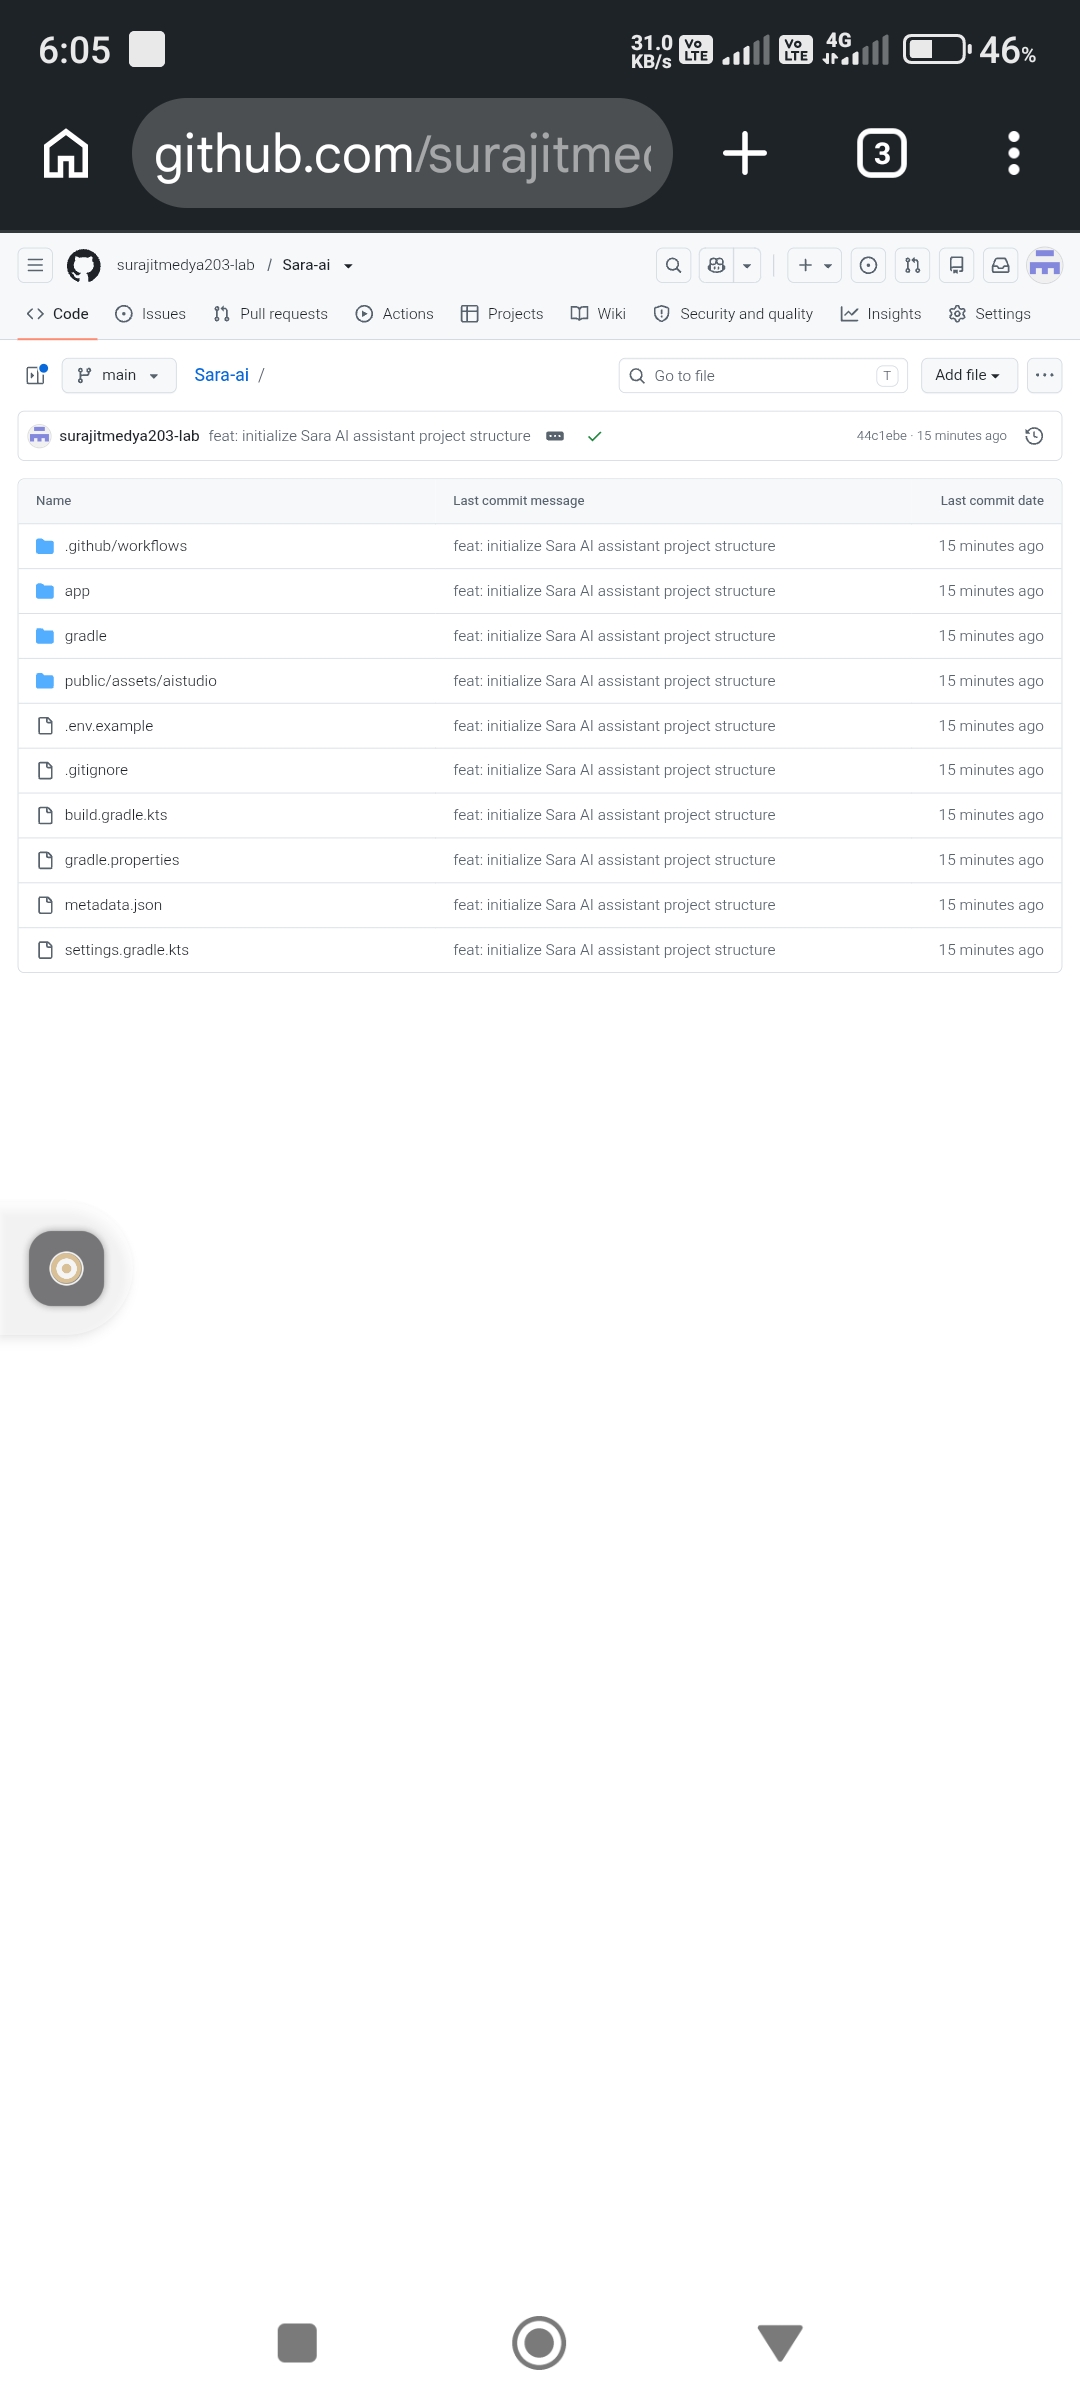 6:05 31.0 KB/s Vo LTE Vo LTE 4G 46%
github.com/surajitmed 3
surajitmedya203-lab / Sara-ai
Code Issues Pull requests Actions Projects Wiki Security and quality Insights Settings
main Sara-ai / Go to file T Add file
surajitmedya203-lab feat: initialize Sara AI assistant project structure 44c1ebe · 15 minutes ago
Name Last commit message Last commit date
.github/workflows feat: initialize Sara AI assistant project structure 15 minutes ago
app feat: initialize Sara AI assistant project structure 15 minutes ago
gradle feat: initialize Sara AI assistant project structure 15 minutes ago
public/assets/aistudio feat: initialize Sara AI assistant project structure 15 minutes ago
.env.example feat: initialize Sara AI assistant project structure 15 minutes ago
.gitignore feat: initialize Sara AI assistant project structure 15 minutes ago
build.gradle.kts feat: initialize Sara AI assistant project structure 15 minutes ago
gradle.properties feat: initialize Sara AI assistant project structure 15 minutes ago
metadata.json feat: initialize Sara AI assistant project structure 15 minutes ago
settings.gradle.kts feat: initialize Sara AI assistant project structure 15 minutes ago